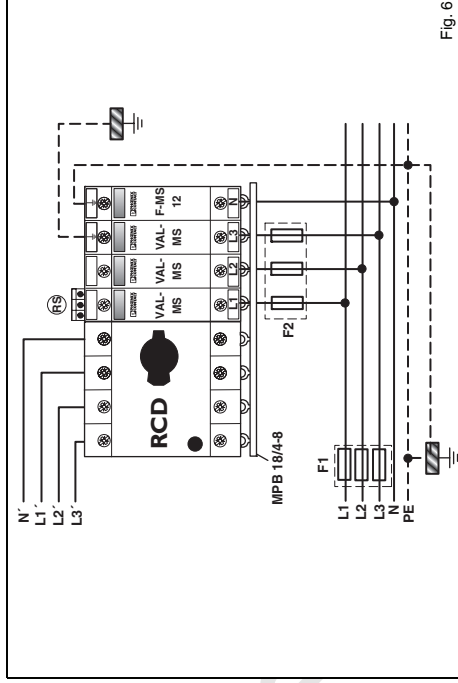 Fig. 6
N´
L1´
L2´
L3´
RS
RCD
VAL-
MS
VAL-
MS
VAL-
MS
F-MS
12
L1
L2
L3
N
MPB 18/4-8
F2
F1
L1
L2
L3
N
PE